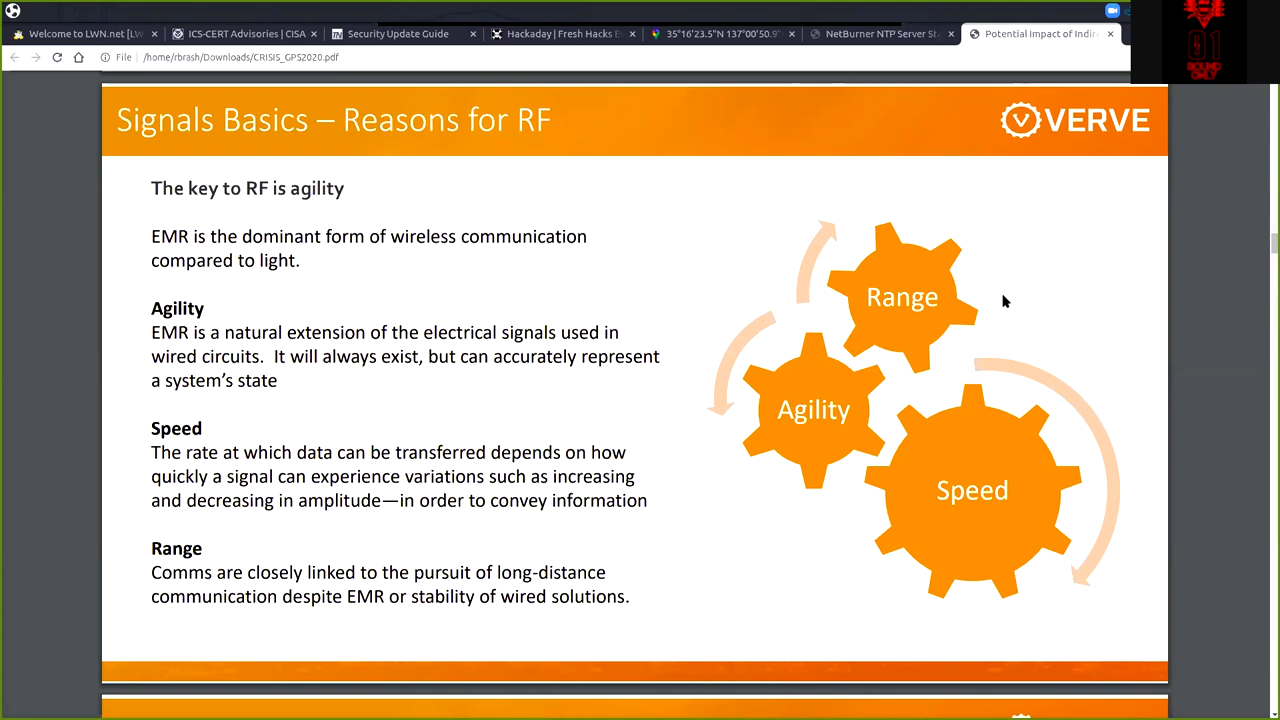 Welcome to LWN.net [LW
ICS-CERT Advisories | CISA
Security Update Guide
Hackaday | Fresh Hacks Ev
35°16'23.5"N 137°00'50.9"
NetBurner NTP Server St
Potential Impact of Indir
File
/home/rbrash/Downloads/CRISIS_GPS2020.pdf
01
ROUND ONLY
Signals Basics – Reasons for RF
VERVE
The key to RF is agility
EMR is the dominant form of wireless communication
compared to light.
Agility
EMR is a natural extension of the electrical signals used in
wired circuits. It will always exist, but can accurately represent
a system's state
Speed
The rate at which data can be transferred depends on how
quickly a signal can experience variations such as increasing
and decreasing in amplitude—in order to convey information
Range
Comms are closely linked to the pursuit of long-distance
communication despite EMR or stability of wired solutions.
Range
Agility
Speed